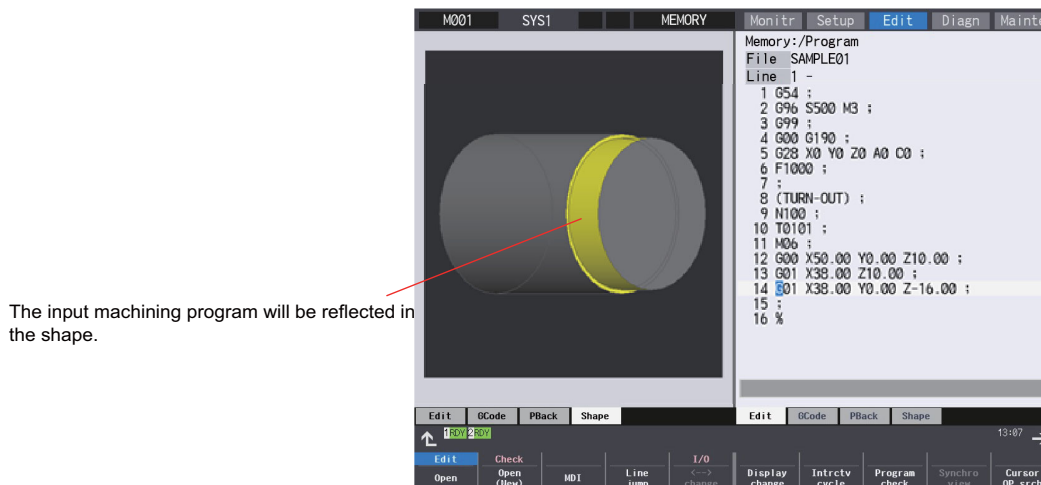 M001 SYS1 MEMORY Monitr Setup Edit Diagn Mainte
Memory:/Program
File SAMPLE01
Line 1 -
1 G54 ;
2 G96 S500 M3 ;
3 G99 ;
4 G00 G190 ;
5 G28 X0 Y0 Z0 A0 C0 ;
6 F1000 ;
7 ;
8 (TURN-OUT) ;
9 N100 ;
10 T0101 ;
11 M06 ;
12 G00 X50.00 Y0.00 Z10.00 ;
13 G01 X38.00 Z10.00 ;
14 G01 X38.00 Y0.00 Z-16.00 ;
15 ;
16 %
The input machining program will be reflected in
the shape.
Edit GCode PBack Shape Edit GCode PBack Shape
1RDY 2RDY 13:07
Edit Check I/O
Open Open (New) MDI Line jump <--> change Display change Intrctv cycle Program check Synchro view Cursor OP srch